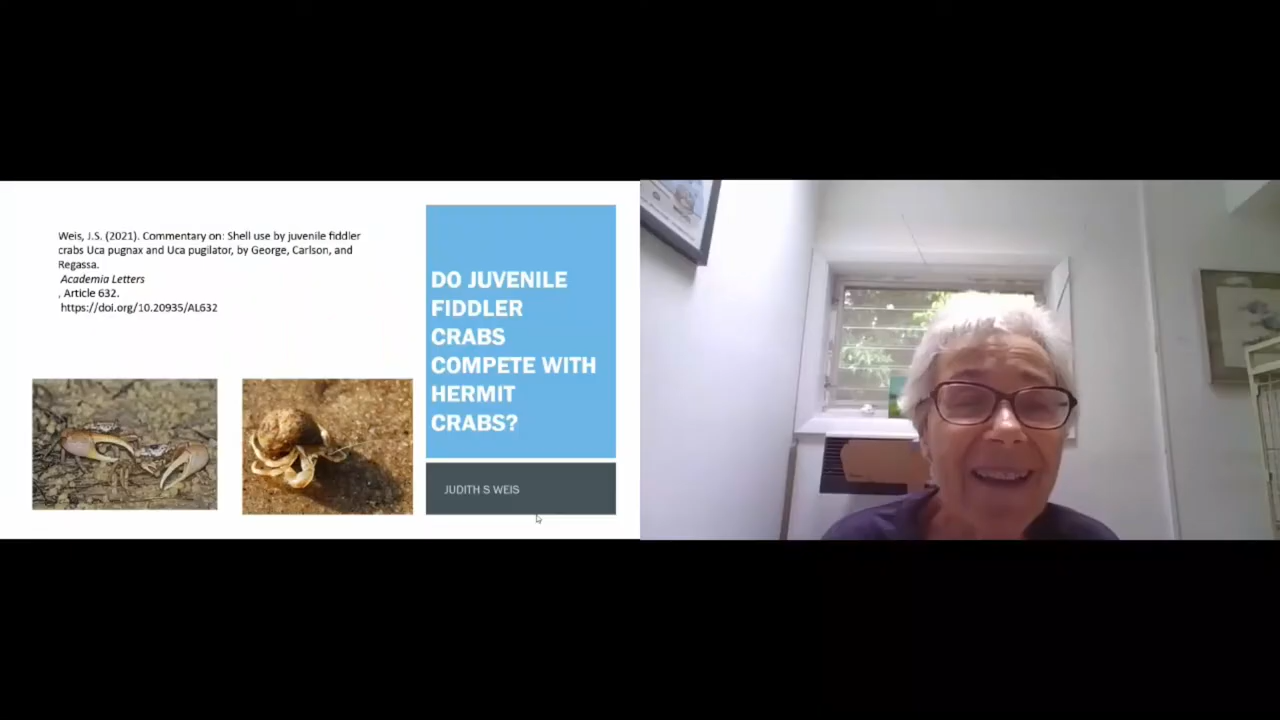 Weis, J.S. (2021). Commentary on: Shell use by juvenile fiddler
crabs Uca pugnax and Uca pugilator, by George, Carlson, and
Regassa.
Academia Letters
, Article 632.
https://doi.org/10.20935/AL632
DO JUVENILE
FIDDLER
CRABS
COMPETE WITH
HERMIT
CRABS?
JUDITH S WEIS